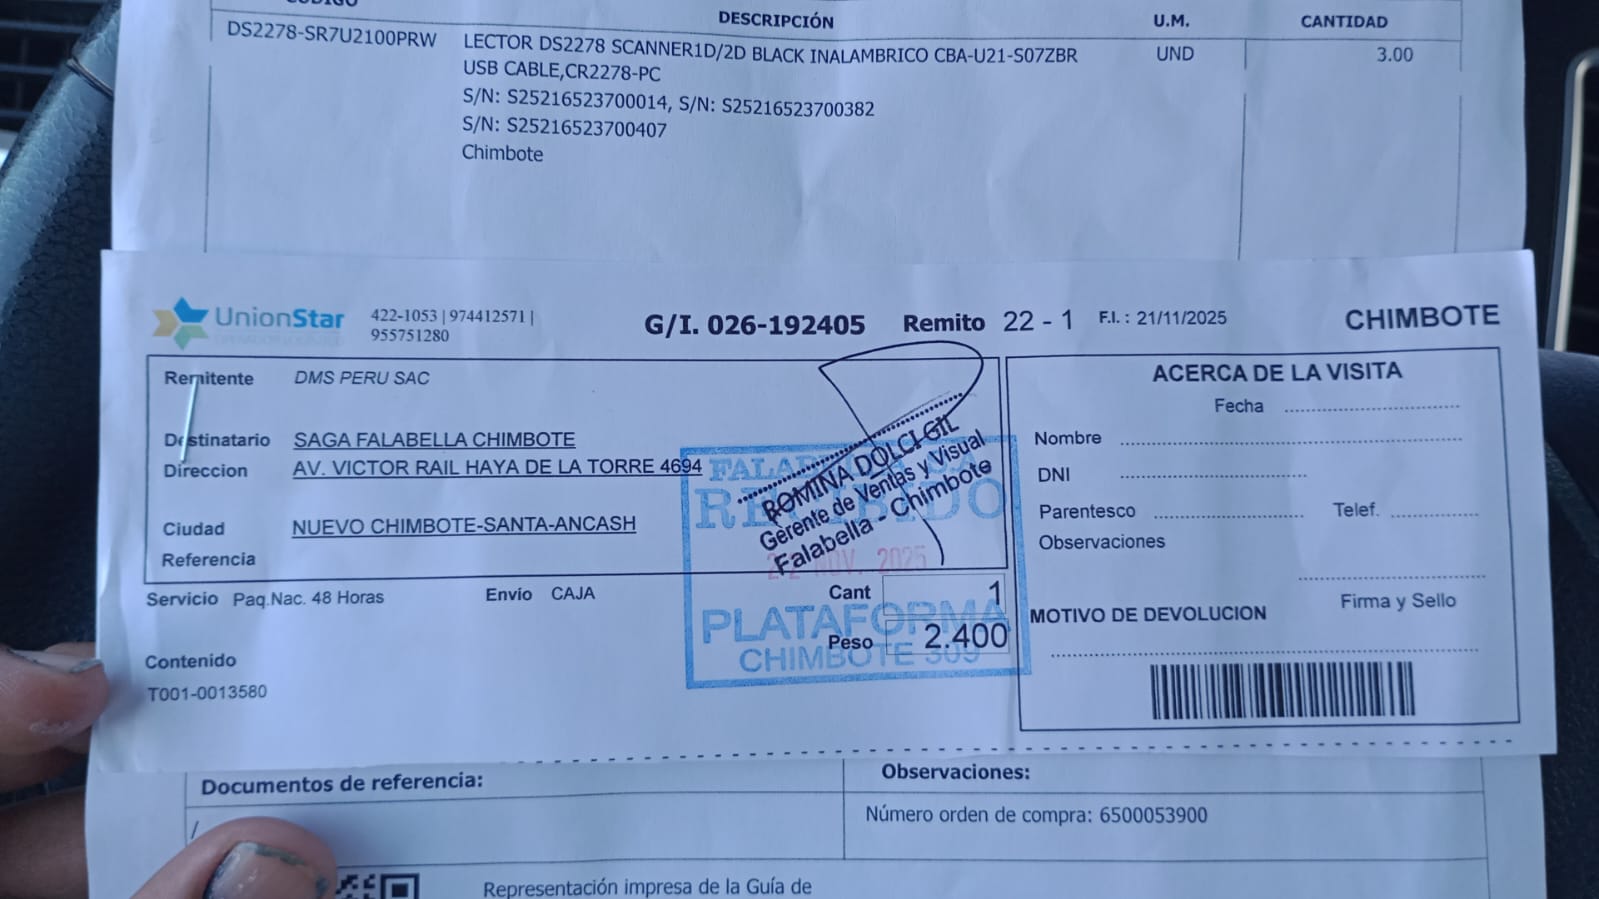 DESCRIPCIÓN U.M. CANTIDAD
DS2278-SR7U2100PRW LECTOR DS2278 SCANNER1D/2D BLACK INALAMBRICO CBA-U21-S07ZBR UND 3.00
USB CABLE,CR2278-PC
S/N: S25216523700014, S/N: S25216523700382
S/N: S25216523700407
Chimbote
UnionStar 422-1053 | 974412571 |
955751280
G/I. 026-192405 Remito 22 - 1 F.I. : 21/11/2025 CHIMBOTE
Remitente DMS PERU SAC
Destinatario SAGA FALABELLA CHIMBOTE
Direccion AV. VICTOR RAIL HAYA DE LA TORRE 4694
Ciudad NUEVO CHIMBOTE-SANTA-ANCASH
Referencia
Servicio Paq.Nac. 48 Horas Envío CAJA Cant 1
Peso 2.400
Contenido
T001-0013580
FALABELLA S.A
RECIBIDO
22 NOV. 2025
PLATAFORMA
CHIMBOTE 309
ROMINA DOLCI GIL
Gerente de Ventas y Visual
Falabella - Chimbote
ACERCA DE LA VISITA
Fecha
Nombre
DNI
Parentesco Telef.
Observaciones
Firma y Sello
MOTIVO DE DEVOLUCION
Documentos de referencia: Observaciones:
/ Número orden de compra: 6500053900
Representación impresa de la Guía de